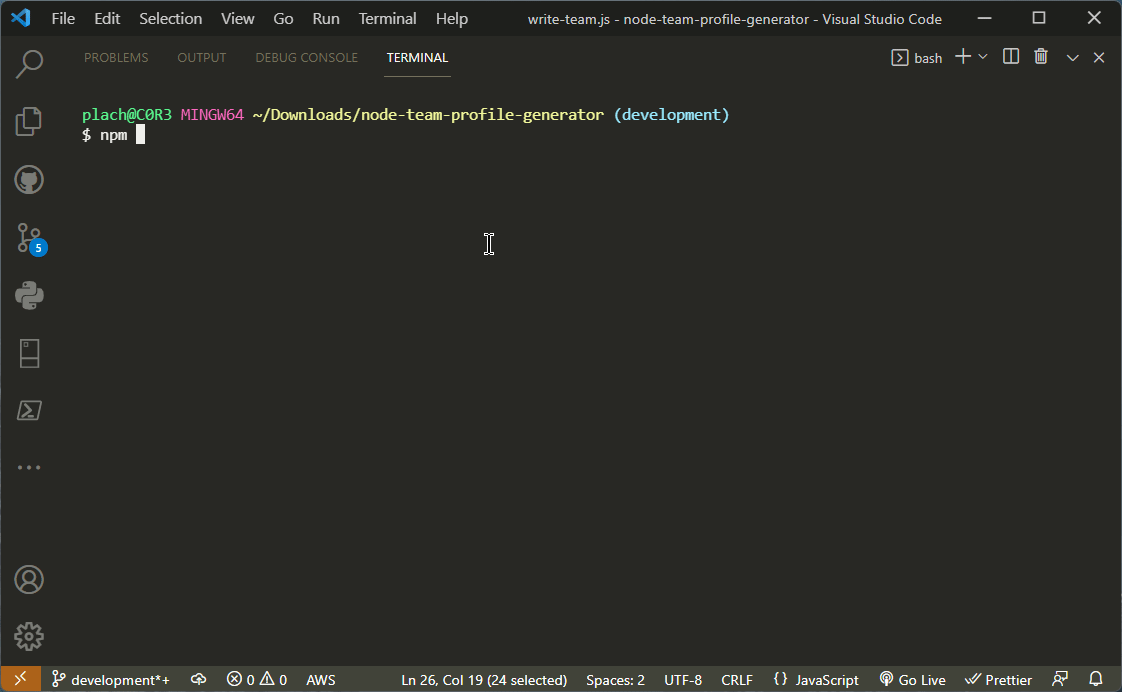 File Edit Selection View Go Run Terminal Help write-team.js - node-team-profile-generator - Visual Studio Code
PROBLEMS OUTPUT DEBUG CONSOLE TERMINAL bash
plach@C0R3 MINGW64 ~/Downloads/node-team-profile-generator (development)
$ npm
5
development*+ 0 0 AWS Ln 26, Col 19 (24 selected) Spaces: 2 UTF-8 CRLF {} JavaScript Go Live Prettier